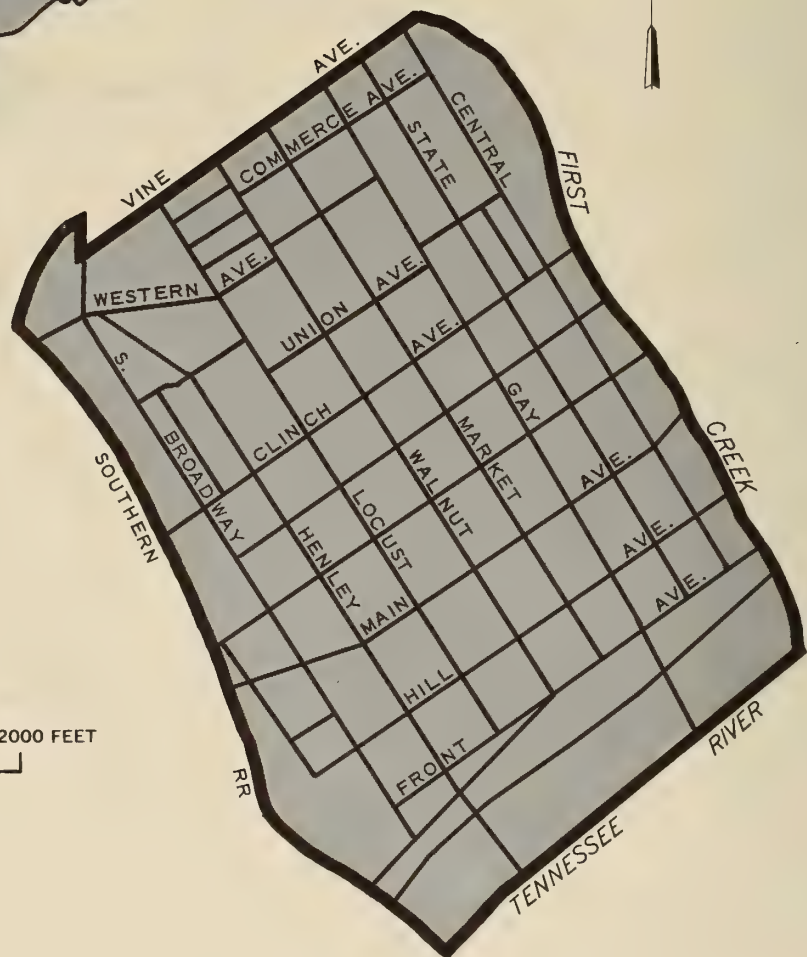 VINE AVE.
COMMERCE AVE.
STATE
CENTRAL
FIRST CREEK
WESTERN AVE.
UNION AVE.
S. BROADWAY
CLINCH AVE.
GAY
MARKET
WALNUT
LOCUST
HENLEY
MAIN AVE.
HILL AVE.
FRONT AVE.
SOUTHERN RR
2000 FEET
TENNESSEE RIVER